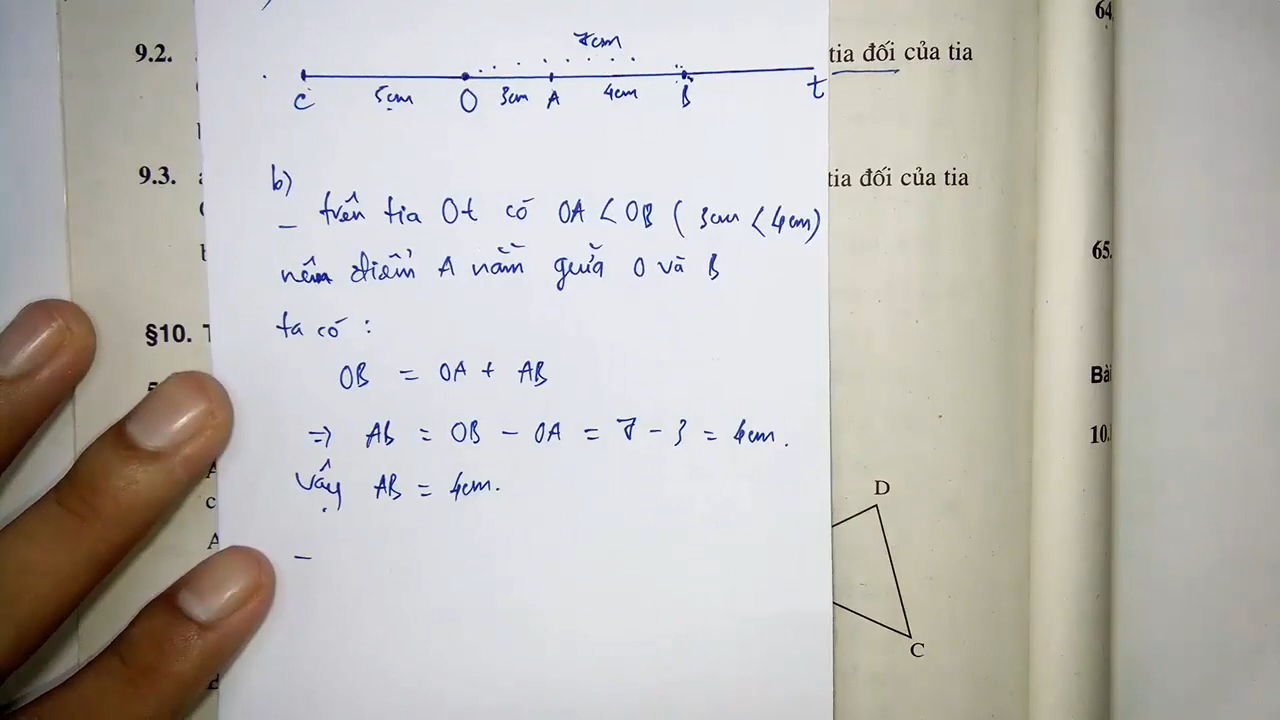 9.2.
7cm
tia đối của tia
64
C 5cm O 3cm A 4cm B t
9.3.
tia đối của tia
b)
_ trên tia Ot có OA < OB ( 3cm < 4cm)
nên điểm A nằm giữa O và B
65.
ta có :
§10. T
OB = OA + AB
Bài
⇒ AB = OB - OA = 7 - 3 = 4cm.
10.
Vậy AB = 4cm.
D
c
A
_
C